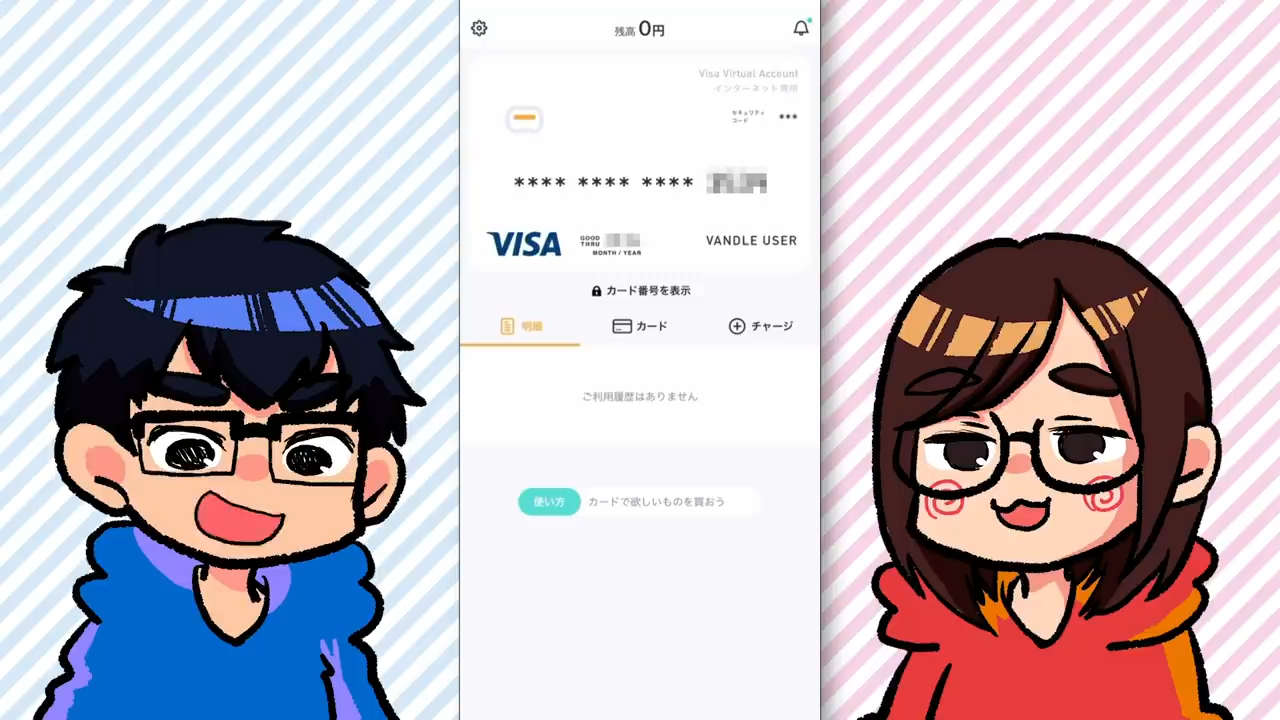 残高 0円
Visa Virtual Account
インターネット専用
セキュリティ
コード ***
**** **** ****
VISA
GOOD
THRU
MONTH / YEAR
VANDLE USER
カード番号を表示
明細 カード チャージ
ご利用履歴はありません
使い方 カードで欲しいものを買おう